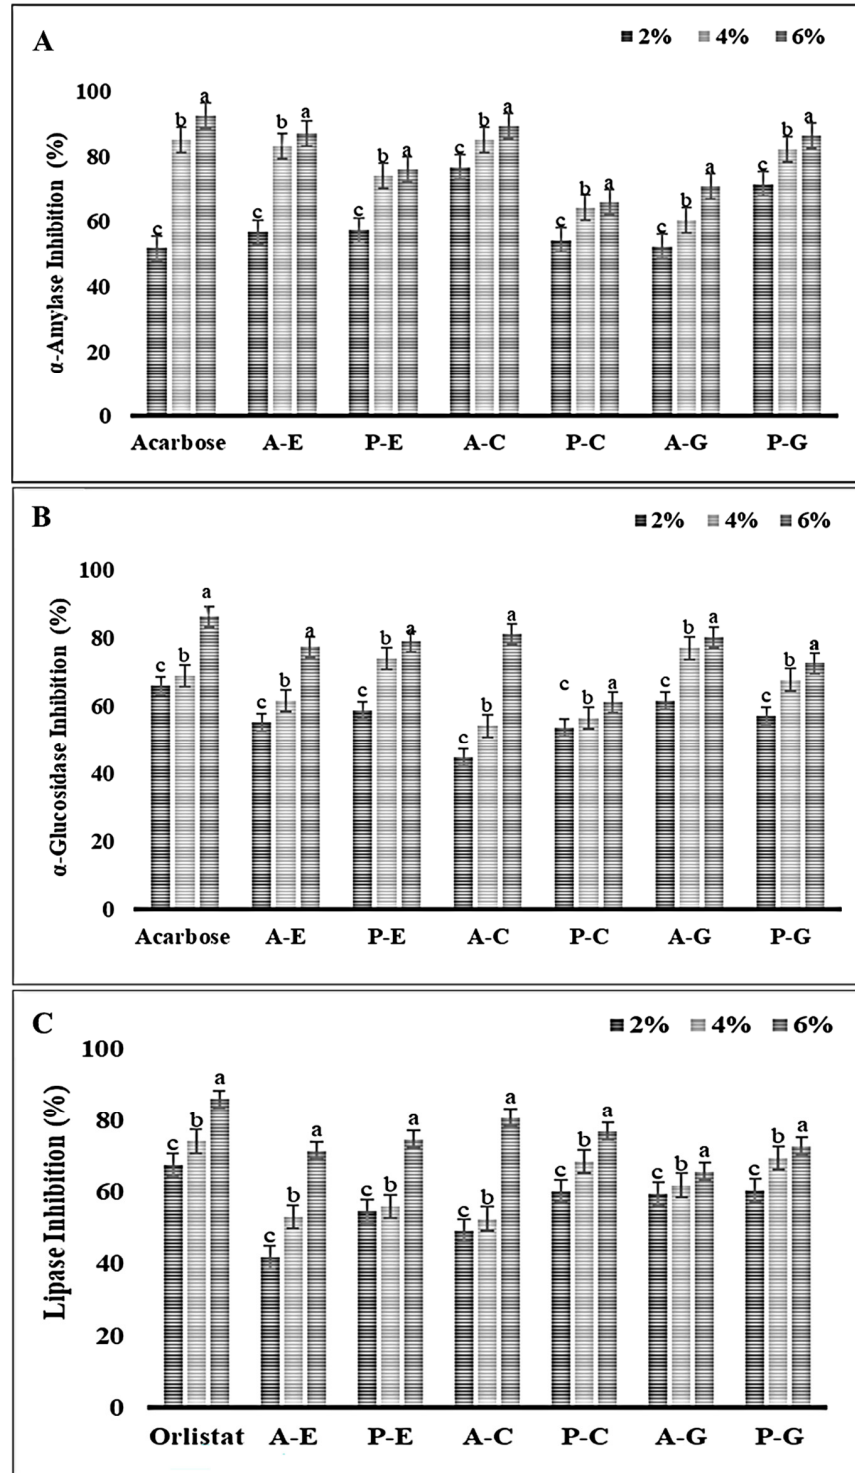 A
2% 4% 6%
α-Amylase Inhibition (%)
100
80
60
40
20
0
c b a c b a c b a c b a c b a c b a c b a
Acarbose A-E P-E A-C P-C A-G P-G
B
2% 4% 6%
α-Glucosidase Inhibition (%)
100
80
60
40
20
0
c b a c b a c b a c b a c b a c b a c b a
Acarbose A-E P-E A-C P-C A-G P-G
C
2% 4% 6%
Lipase Inhibition (%)
100
80
60
40
20
0
c b a c b a c b a c b a c b a c b a c b a
Orlistat A-E P-E A-C P-C A-G P-G